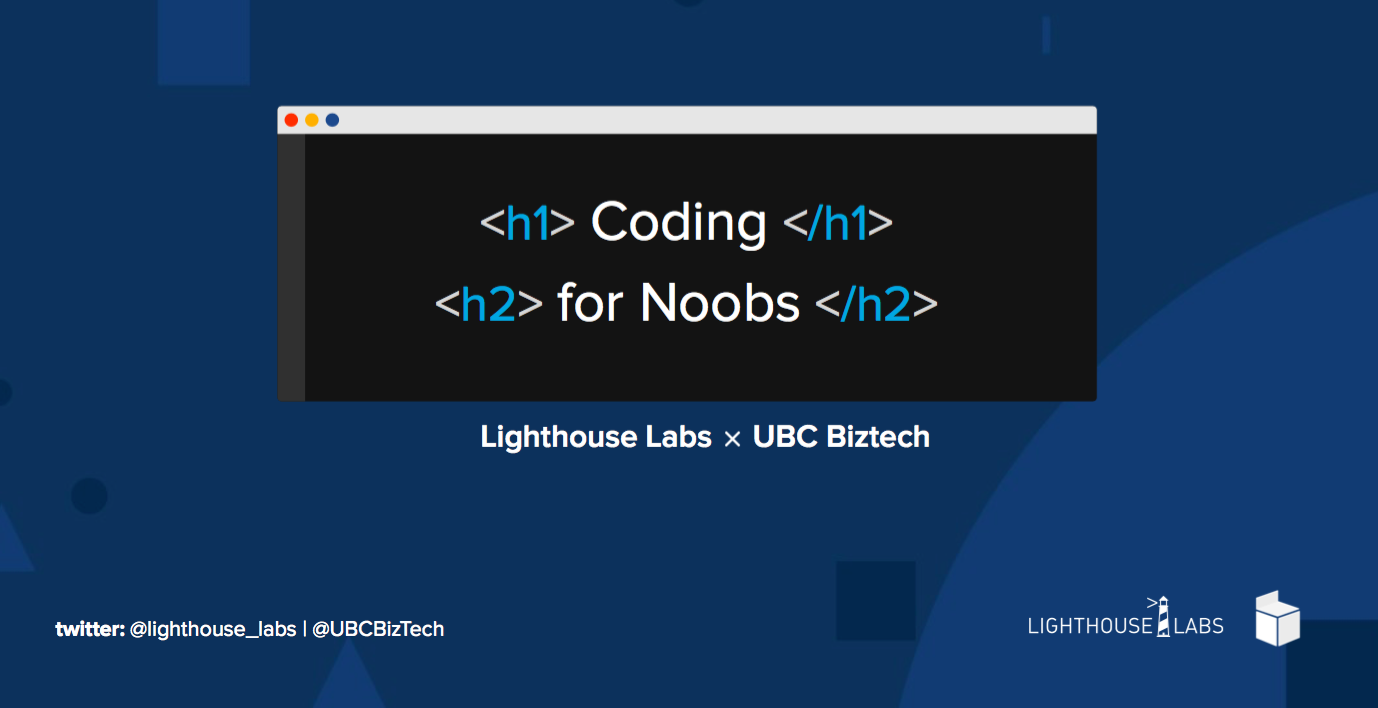 <h1> Coding </h1>
<h2> for Noobs </h2>
Lighthouse Labs × UBC Biztech
twitter: @lighthouse_labs | @UBCBizTech
LIGHTHOUSE LABS